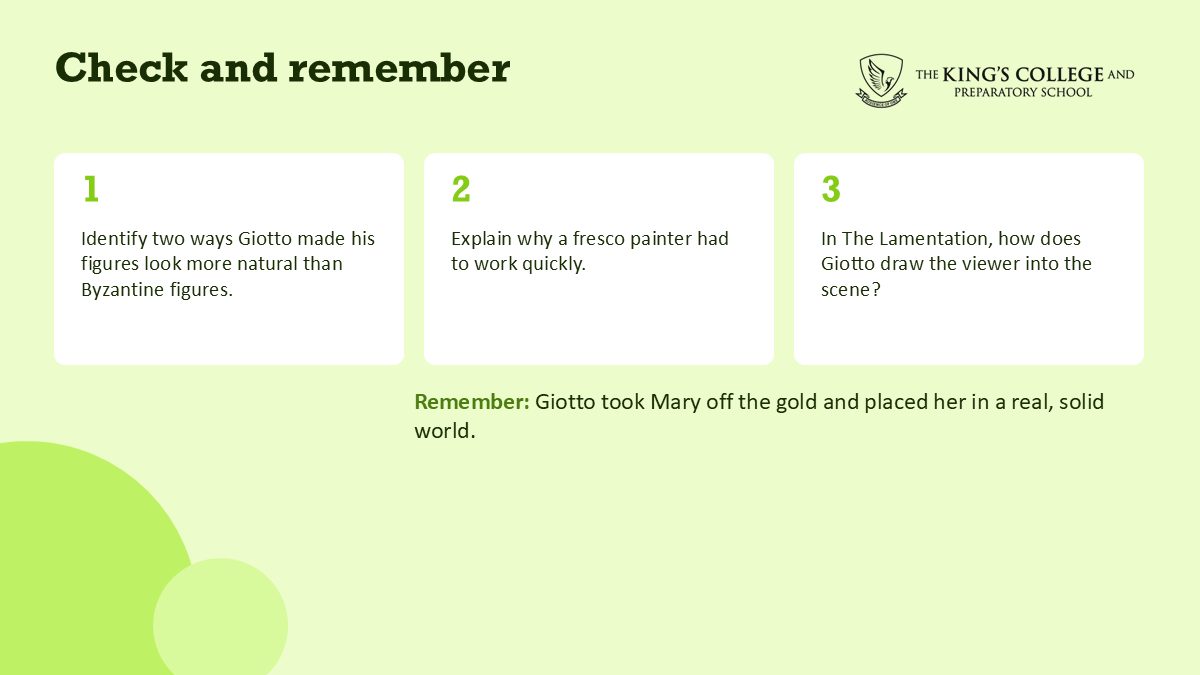 Check and remember
THE KING'S COLLEGE AND
PREPARATORY SCHOOL
1
Identify two ways Giotto made his
figures look more natural than
Byzantine figures.
2
Explain why a fresco painter had
to work quickly.
3
In The Lamentation, how does
Giotto draw the viewer into the
scene?
Remember: Giotto took Mary off the gold and placed her in a real, solid
world.